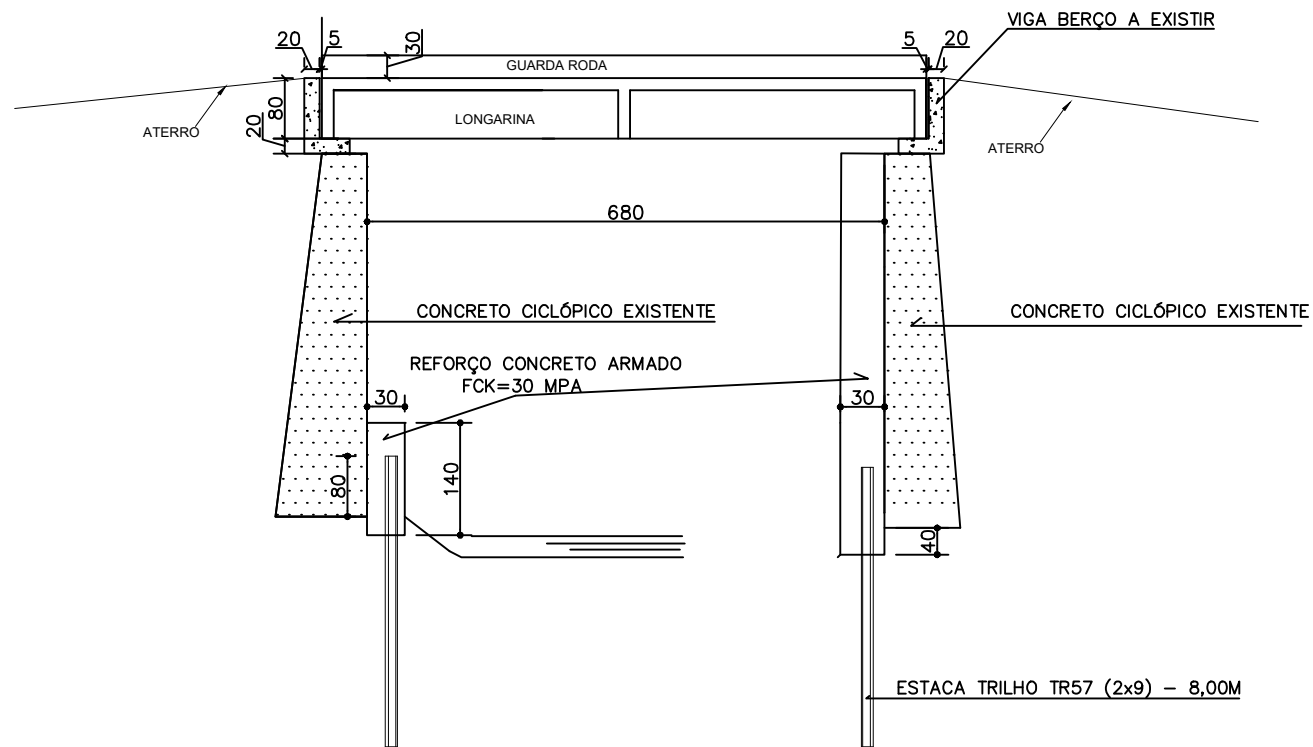 VIGA BERÇO A EXISTIR
20
5
30
5
20
GUARDA RODA
80
LONGARINA
ATERRO
20
ATERRO
680
CONCRETO CICLÓPICO EXISTENTE
CONCRETO CICLÓPICO EXISTENTE
REFORÇO CONCRETO ARMADO
FCK=30 MPA
30
30
80
140
40
ESTACA TRILHO TR57 (2x9) – 8,00M